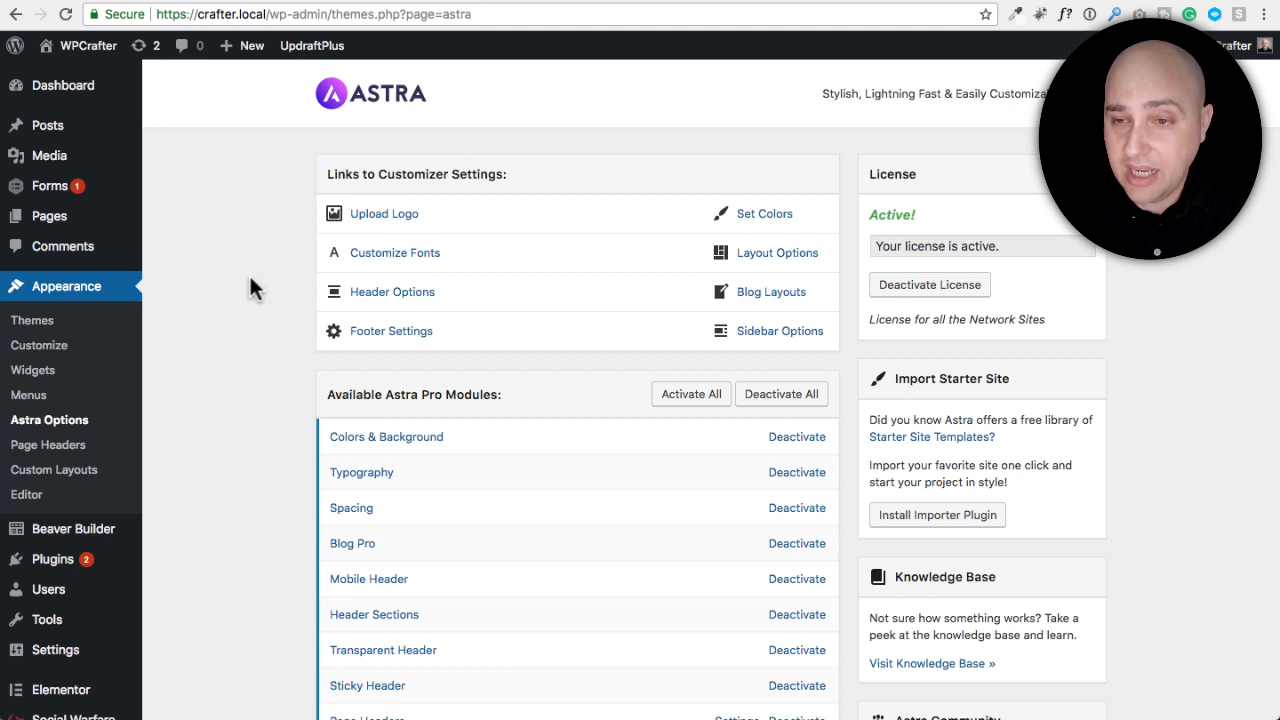 Secure https://crafter.local/wp-admin/themes.php?page=astra
WPCrafter 2 0 New UpdraftPlus
Dashboard
Posts
Media
Forms 1
Pages
Comments
Appearance
Themes
Customize
Widgets
Menus
Astra Options
Page Headers
Custom Layouts
Editor
Beaver Builder
Plugins 2
Users
Tools
Settings
Elementor
Social Warfare
ASTRA
Stylish, Lightning Fast & Easily Customiza
Links to Customizer Settings:
Upload Logo
Set Colors
Customize Fonts
Layout Options
Header Options
Blog Layouts
Footer Settings
Sidebar Options
Available Astra Pro Modules:
Activate All
Deactivate All
Colors & Background Deactivate
Typography Deactivate
Spacing Deactivate
Blog Pro Deactivate
Mobile Header Deactivate
Header Sections Deactivate
Transparent Header Deactivate
Sticky Header Deactivate
Page Headers Settings Deactivate
License
Active!
Your license is active.
Deactivate License
License for all the Network Sites
Import Starter Site
Did you know Astra offers a free library of
Starter Site Templates?
Import your favorite site one click and
start your project in style!
Install Importer Plugin
Knowledge Base
Not sure how something works? Take a
peek at the knowledge base and learn.
Visit Knowledge Base »
Astra Community